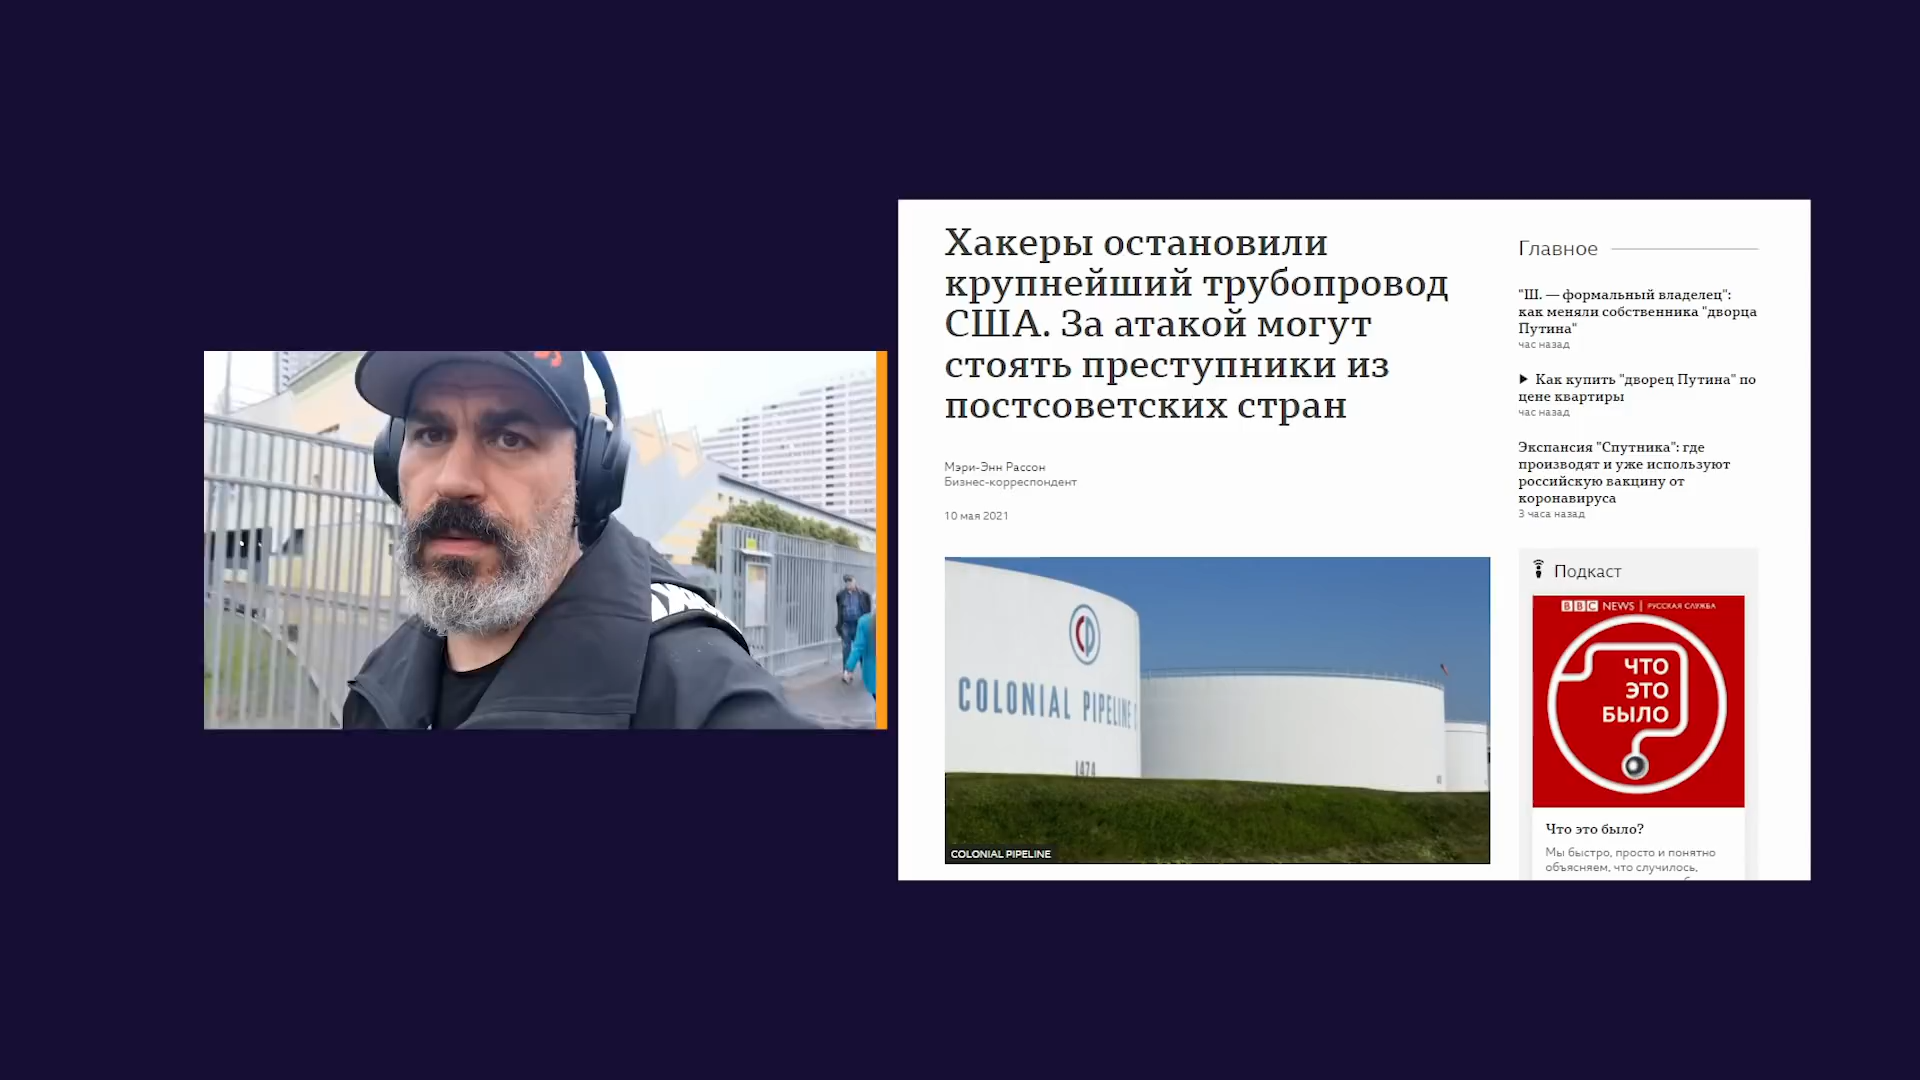 Хакеры остановили
крупнейший трубопровод
США. За атакой могут
стоять преступники из
постсоветских стран
Мэри-Энн Рассон
Бизнес-корреспондент
10 мая 2021
COLONIAL PIPELINE
COLONIAL PIPELINE
Главное
"Ш. — формальный владелец":
как меняли собственника "дворца
Путина"
час назад
Как купить "дворец Путина" по
цене квартиры
час назад
Экспансия "Спутника": где
производят и уже используют
российскую вакцину от
коронавируса
3 часа назад
Подкаст
BBC NEWS | РУССКАЯ СЛУЖБА
ЧТО
ЭТО
БЫЛО
Что это было?
Мы быстро, просто и понятно
объясняем, что случилось,